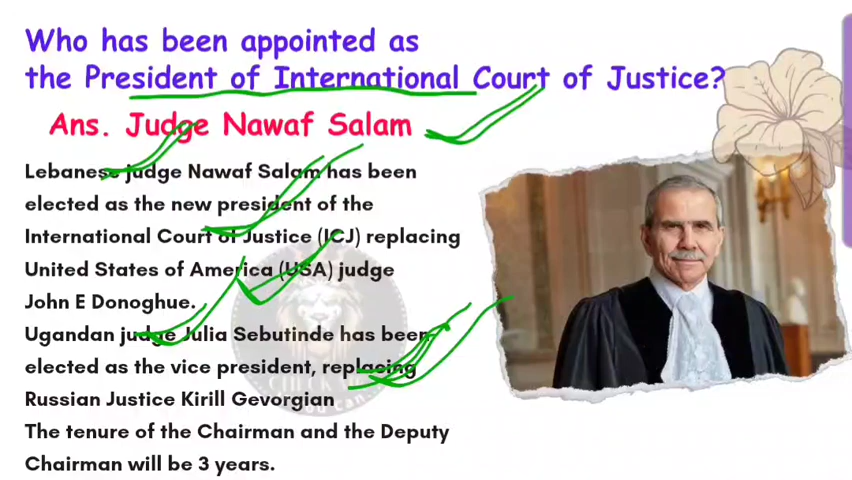 Who has been appointed as
the President of International Court of Justice?
Ans. Judge Nawaf Salam
Lebanese judge Nawaf Salam has been
elected as the new president of the
International Court of Justice (ICJ) replacing
United States of America (USA) judge
John E Donoghue.
Ugandan judge Julia Sebutinde has been
elected as the vice president, replacing
Russian Justice Kirill Gevorgian
The tenure of the Chairman and the Deputy
Chairman will be 3 years.